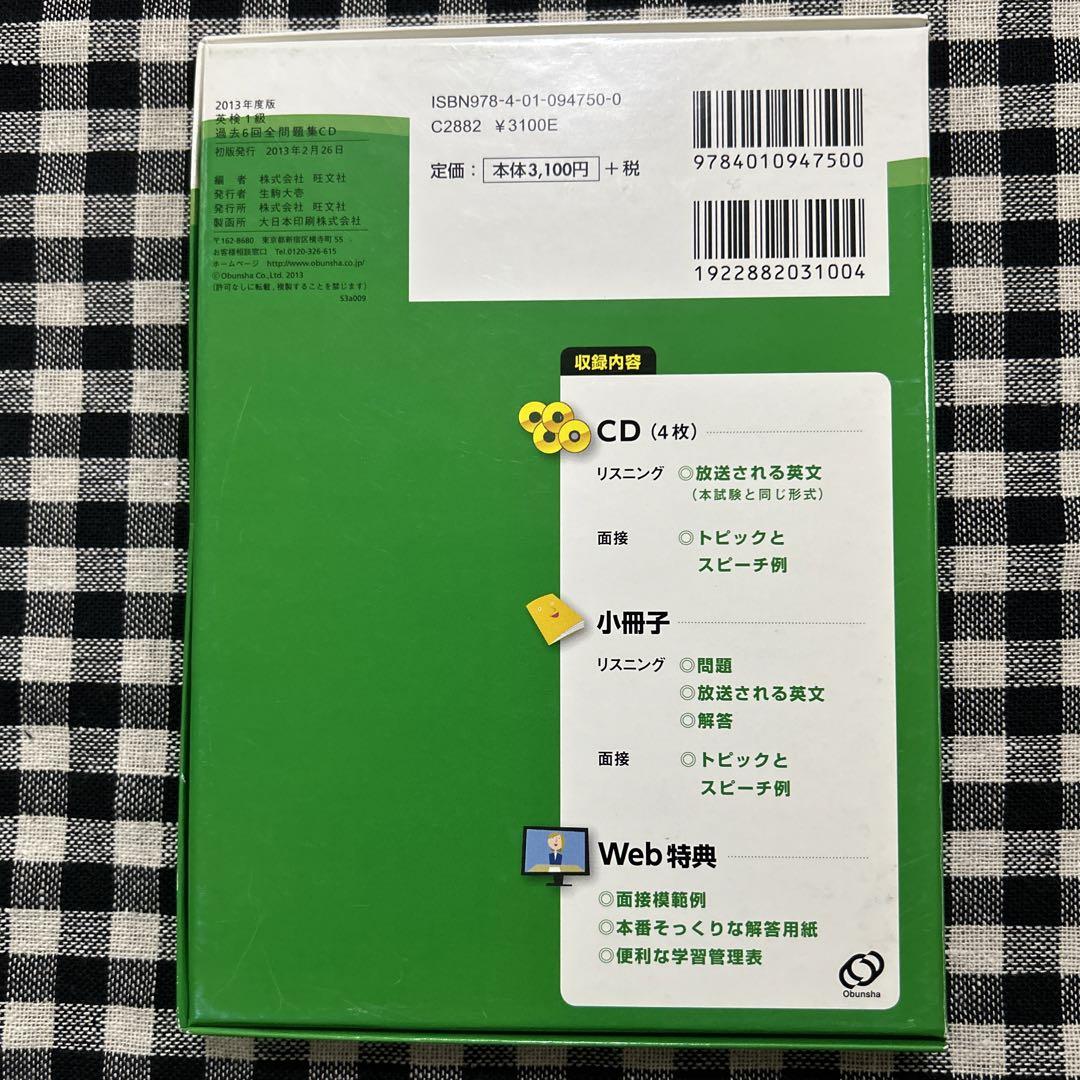 2013年度版
英検1級
過去6回全問題集CD
初版発行 2013年2月26日
編 者 株式会社 旺文社
発行者 生駒大壱
発行所 株式会社 旺文社
製函所 大日本印刷株式会社
〒162-8680 東京都新宿区横寺町 55
お客様相談窓口 Tel.0120-326-615
ホームページ http://www.obunsha.co.jp/
©Obunsha Co.,Ltd. 2013
(許可なしに転載、複製することを禁じます)
S3a009
ISBN978-4-01-094750-0
C2882 ¥3100E
定価：本体3,100円＋税
9784010947500
1922882031004
収録内容
CD（4枚）
リスニング ◎放送される英文
（本試験と同じ形式）
面接 ◎トピックと
スピーチ例
小冊子
リスニング ◎問題
◎放送される英文
◎解答
面接 ◎トピックと
スピーチ例
Web特典
◎面接模範例
◎本番そっくりな解答用紙
◎便利な学習管理表
Obunsha